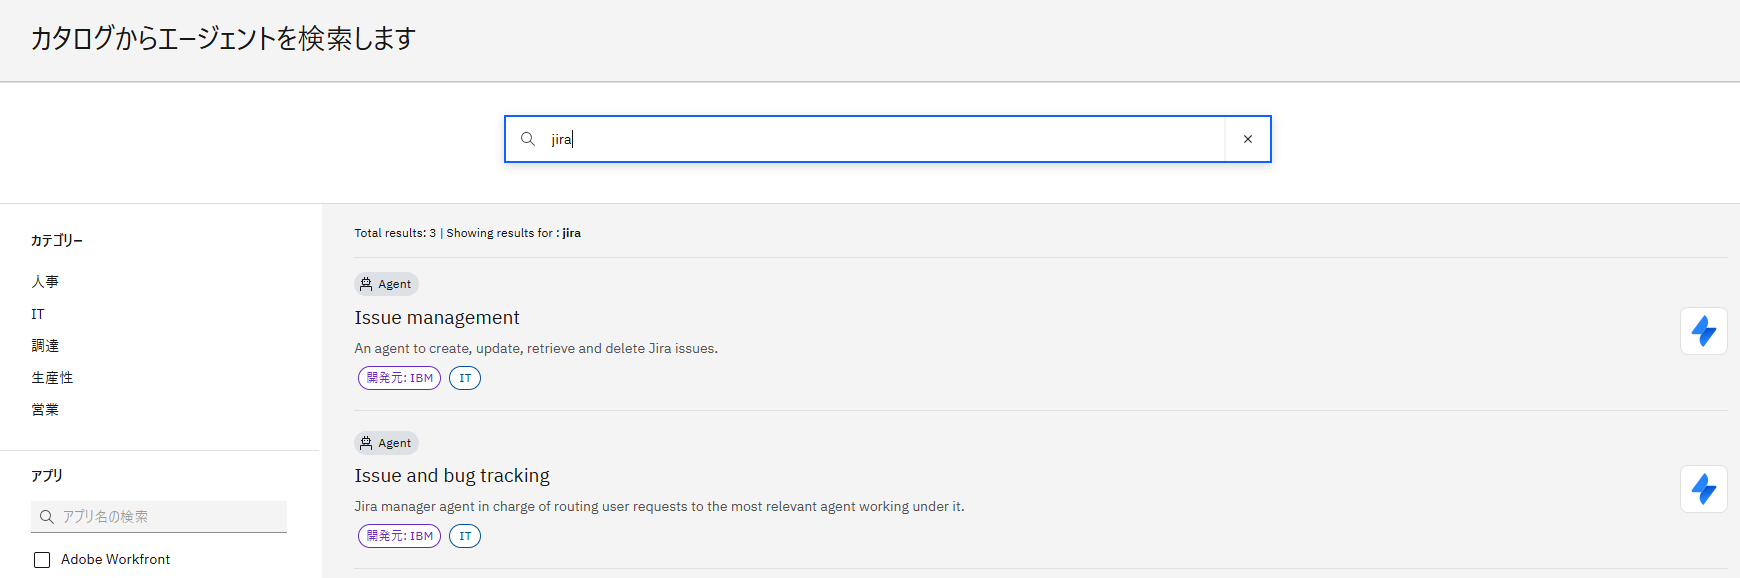 カタログからエージェントを検索します
jira
カテゴリー
人事
IT
調達
生産性
営業
アプリ
アプリ名の検索
Adobe Workfront
Total results: 3 | Showing results for : jira
Agent
Issue management
An agent to create, update, retrieve and delete Jira issues.
開発元: IBM IT
Agent
Issue and bug tracking
Jira manager agent in charge of routing user requests to the most relevant agent working under it.
開発元: IBM IT